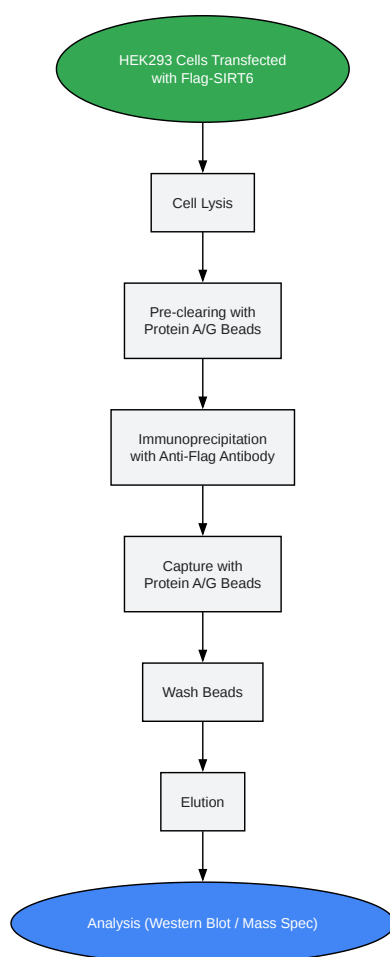 HEK293 Cells Transfected
with Flag-SIRT6
Cell Lysis
Pre-clearing with
Protein A/G Beads
Immunoprecipitation
with Anti-Flag Antibody
Capture with
Protein A/G Beads
Wash Beads
Elution
Analysis (Western Blot / Mass Spec)